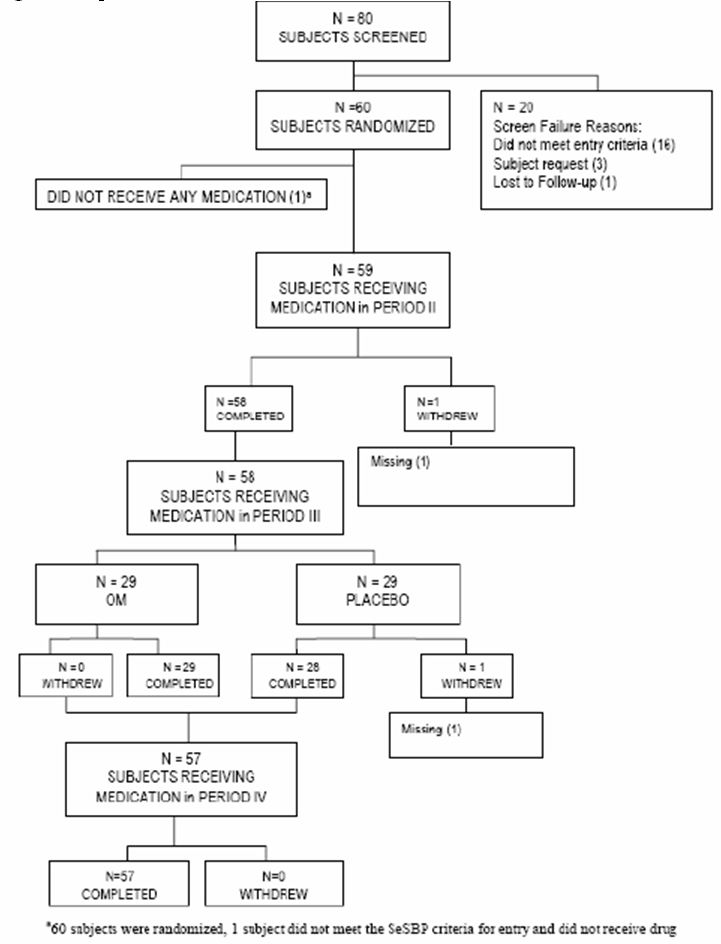 N = 80
SUBJECTS SCREENED
N =60
SUBJECTS RANDOMIZED
N = 20
Screen Failure Reasons:
Did not meet entry criteria (16)
Subject request (3)
Lost to Follow-up (1)
DID NOT RECEIVE ANY MEDICATION (1)ᵃ
N = 59
SUBJECTS RECEIVING
MEDICATION in PERIOD II
N =58
COMPLETED
N=1
WITHDREW
Missing (1)
N = 58
SUBJECTS RECEIVING
MEDICATION in PERIOD III
N = 29
OM
N = 29
PLACEBO
N =0
WITHDREW
N =29
COMPLETED
N = 28
COMPLETED
N = 1
WITHDREW
Missing (1)
N = 57
SUBJECTS RECEIVING
MEDICATION in PERIOD IV
N=57
COMPLETED
N=0
WITHDREW
ᵃ60 subjects were randomized, 1 subject did not meet the SeSBP criteria for entry and did not receive drug